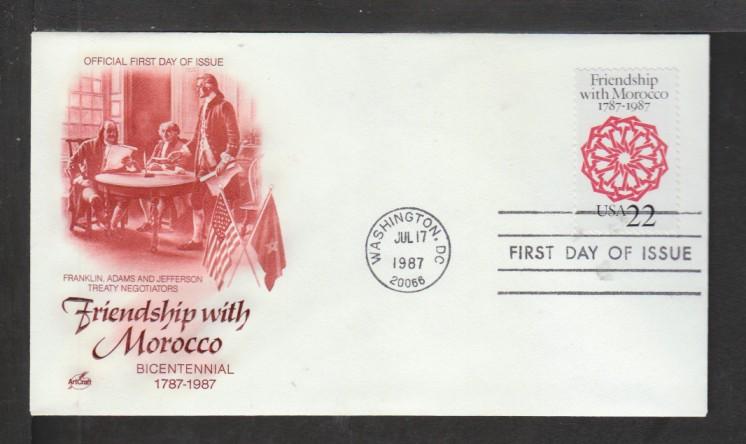 OFFICIAL FIRST DAY OF ISSUE
FRANKLIN, ADAMS AND JEFFERSON
TREATY NEGOTIATORS
Friendship with
Morocco
BICENTENNIAL
1787-1987
ArtCraft
WASHINGTON, DC
JUL 17
1987
20066
Friendship
with Morocco
1787-1987
USA 22
FIRST DAY OF ISSUE